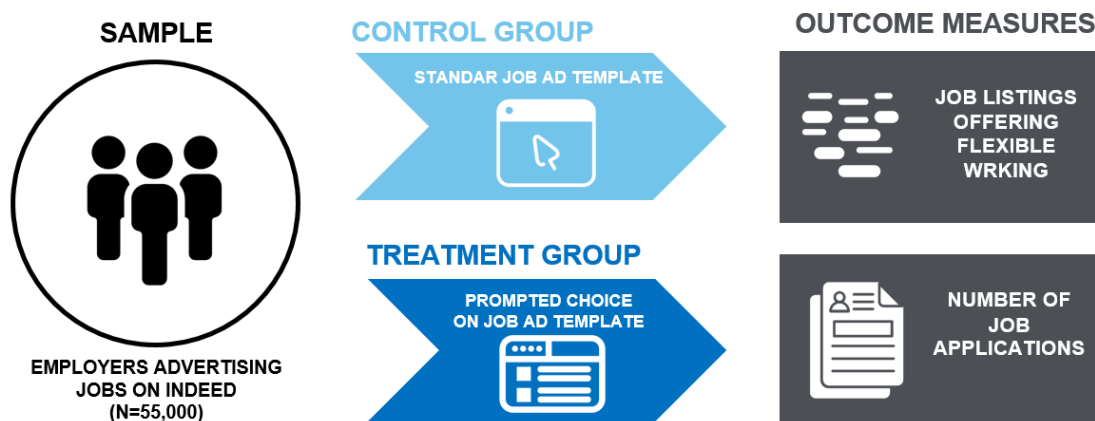 SAMPLE
EMPLOYERS ADVERTISING
JOBS ON INDEED
(N=55,000)
CONTROL GROUP
STANDAR JOB AD TEMPLATE
TREATMENT GROUP
PROMPTED CHOICE
ON JOB AD TEMPLATE
OUTCOME MEASURES
JOB LISTINGS
OFFERING
FLEXIBLE
WRKING
NUMBER OF
JOB
APPLICATIONS